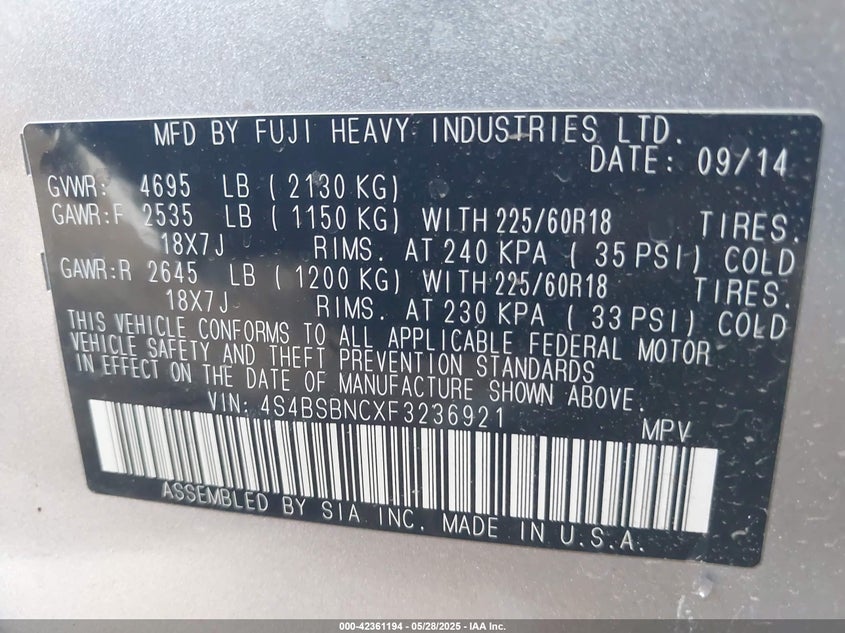 MFD BY FUJI HEAVY INDUSTRIES LTD.
DATE: 09/14
GVWR: 4695 LB ( 2130 KG)
GAWR:F 2535 LB ( 1150 KG) WITH 225/60R18 TIRES.
18X7J RIMS. AT 240 KPA ( 35 PSI) COLD
GAWR:R 2645 LB ( 1200 KG) WITH 225/60R18 TIRES.
18X7J RIMS. AT 230 KPA ( 33 PSI) COLD
THIS VEHICLE CONFORMS TO ALL APPLICABLE FEDERAL MOTOR
VEHICLE SAFETY AND THEFT PREVENTION STANDARDS
IN EFFECT ON THE DATE OF MANUFACTURE SHOWN ABOVE.
VIN: 4S4BSBNCXF3236921 MPV
ASSEMBLED BY SIA INC. MADE IN U.S.A.
000-42361194 - 05/28/2025 - IAA Inc.